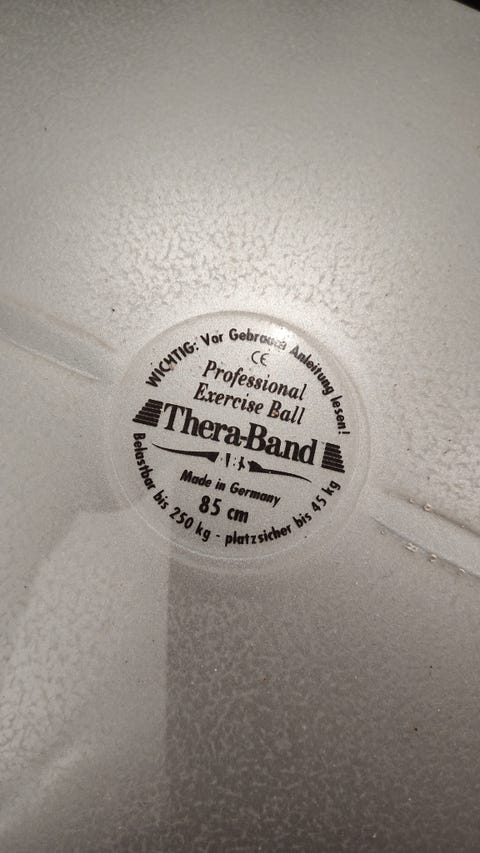 WICHTIG: Vor Gebrauch Anleitung lesen!
CE
Professional
Exercise Ball
Thera-Band
Made in Germany
85 cm
Belastbar bis 250 kg - platzsicher bis 45 kg